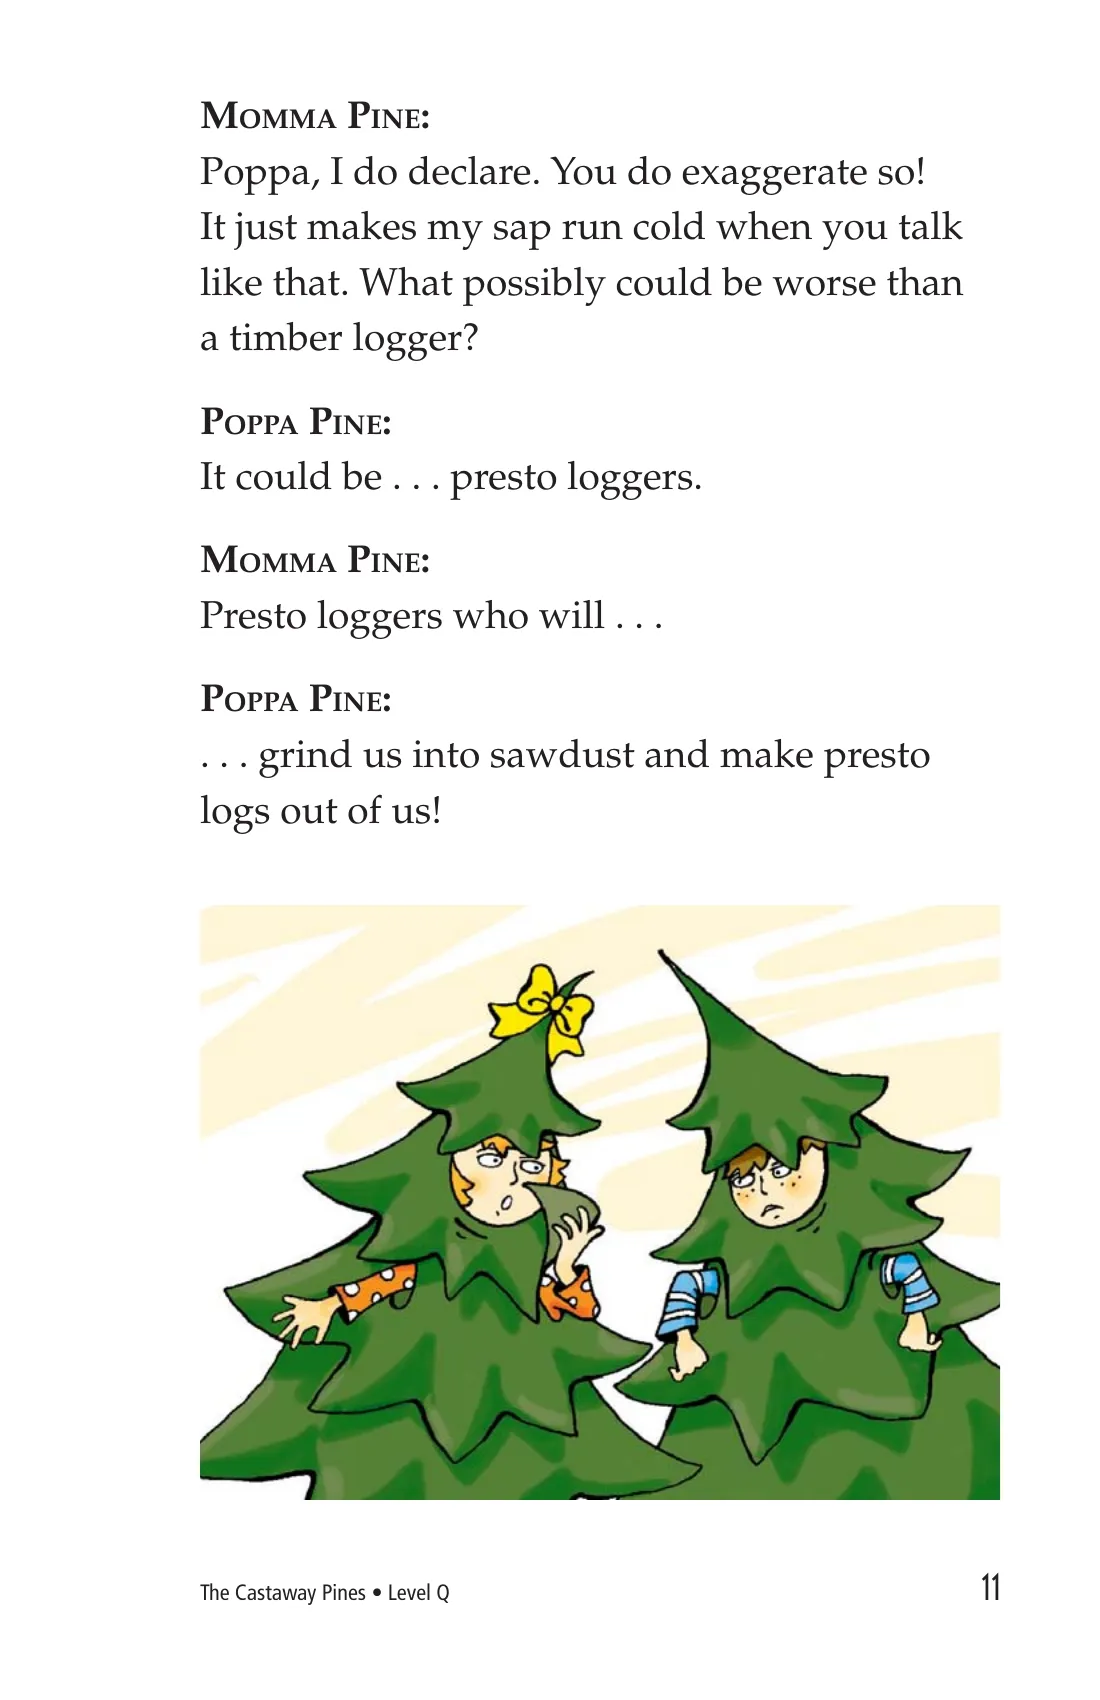 MOMMA PINE:
Poppa, I do declare. You do exaggerate so!
It just makes my sap run cold when you talk
like that. What possibly could be worse than
a timber logger?
POPPA PINE:
It could be . . . presto loggers.
MOMMA PINE:
Presto loggers who will . . .
POPPA PINE:
. . . grind us into sawdust and make presto
logs out of us!
The Castaway Pines • Level Q
11